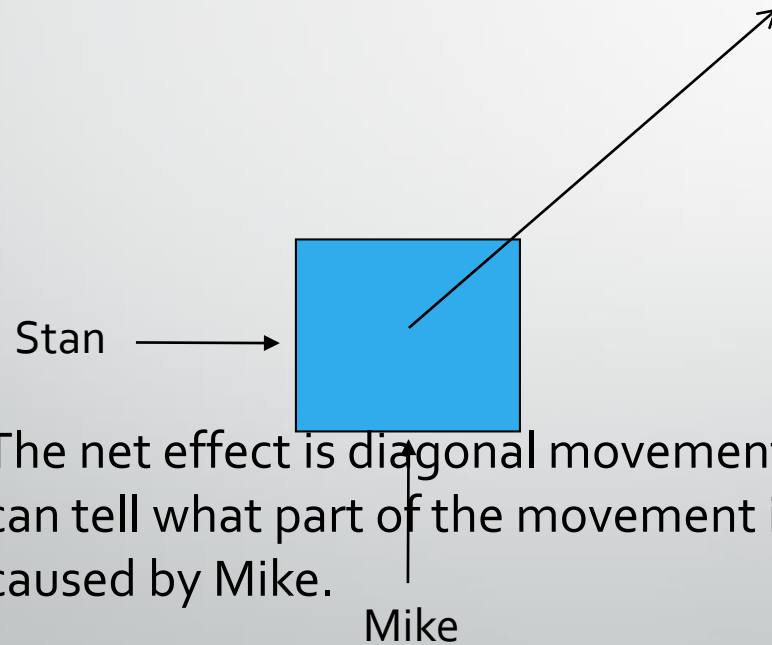 Stan
The net effect is diagonal movement
can tell what part of the movement
caused by Mike.
Mike